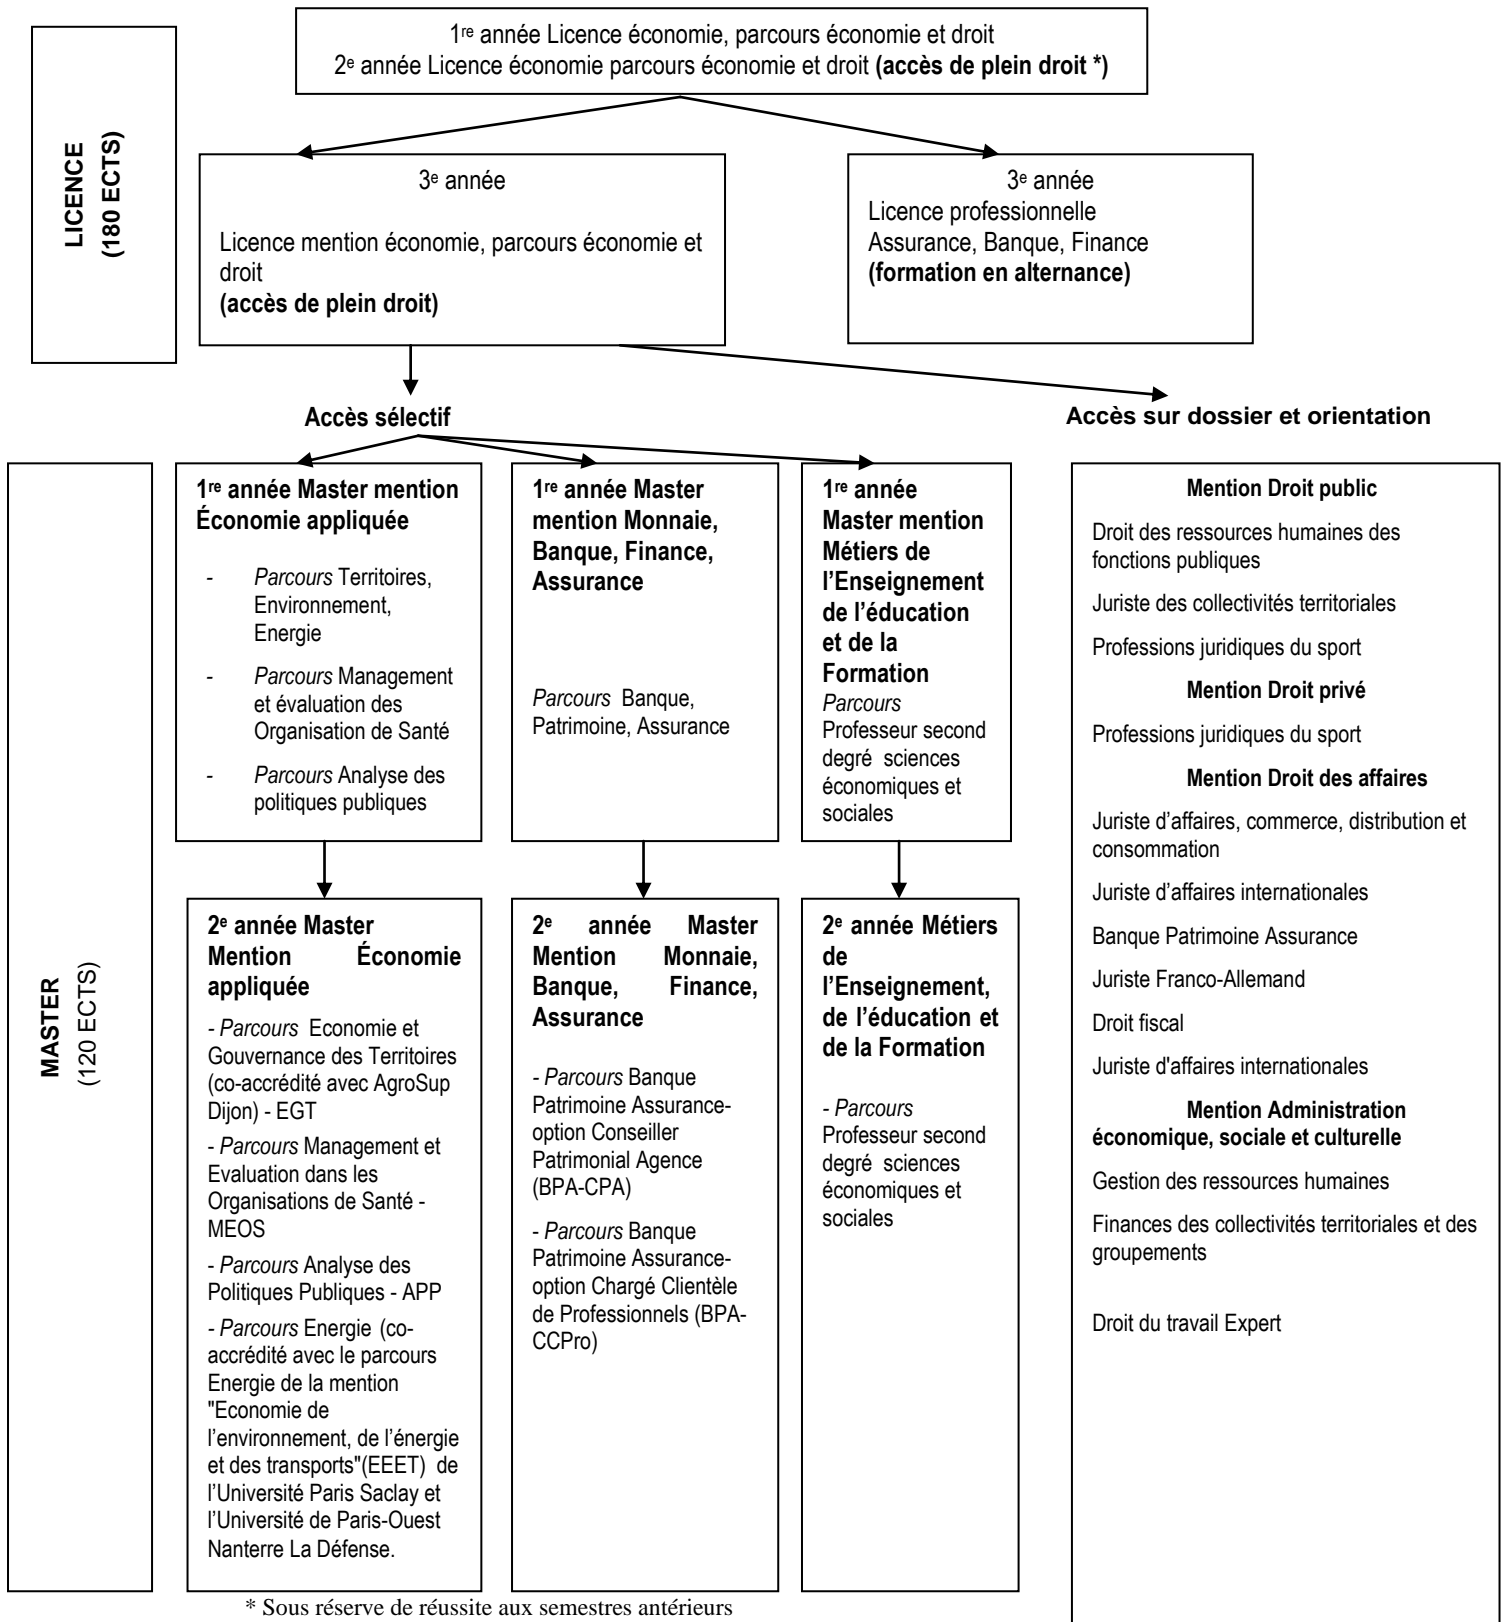 LICENCE
(180 ECTS)
1re année Licence économie, parcours économie et droit
2e année Licence économie parcours économie et droit (accès de plein droit *)
3e année
Licence mention économie, parcours économie et
droit
(accès de plein droit)
3e année
Licence professionnelle
Assurance, Banque, Finance
(formation en alternance)
Accès sélectif
Accès sur dossier et orientation
MASTER
(120 ECTS)
1re année Master mention
Économie appliquée
- Parcours Territoires,
Environnement,
Energie
- Parcours Management
et évaluation des
Organisation de Santé
- Parcours Analyse des
politiques publiques
1re année Master
mention Monnaie,
Banque, Finance,
Assurance
Parcours Banque,
Patrimoine, Assurance
1re année
Master mention
Métiers de
l'Enseignement
de l'éducation
et de la
Formation
Parcours
Professeur second
degré sciences
économiques et
sociales
2e année Master
Mention Économie
appliquée
- Parcours Economie et
Gouvernance des Territoires
(co-accrédité avec AgroSup
Dijon) - EGT
- Parcours Management et
Evaluation dans les
Organisations de Santé -
MEOS
- Parcours Analyse des
Politiques Publiques - APP
- Parcours Energie (co-
accrédité avec le parcours
Energie de la mention
"Economie de
l'environnement, de l'énergie
et des transports"(EEET) de
l'Université Paris Saclay et
l'Université de Paris-Ouest
Nanterre La Défense.
2e année Master
Mention Monnaie,
Banque, Finance,
Assurance
- Parcours Banque
Patrimoine Assurance-
option Conseiller
Patrimonial Agence
(BPA-CPA)
- Parcours Banque
Patrimoine Assurance-
option Chargé Clientèle
de Professionnels (BPA-
CCPro)
2e année Métiers
de
l'Enseignement,
de l'éducation et
de la Formation
- Parcours
Professeur second
degré sciences
économiques et
sociales
Mention Droit public
Droit des ressources humaines des
fonctions publiques
Juriste des collectivités territoriales
Professions juridiques du sport
Mention Droit privé
Professions juridiques du sport
Mention Droit des affaires
Juriste d'affaires, commerce, distribution et
consommation
Juriste d'affaires internationales
Banque Patrimoine Assurance
Juriste Franco-Allemand
Droit fiscal
Juriste d'affaires internationales
Mention Administration
économique, sociale et culturelle
Gestion des ressources humaines
Finances des collectivités territoriales et des
groupements
Droit du travail Expert
* Sous réserve de réussite aux semestres antérieurs